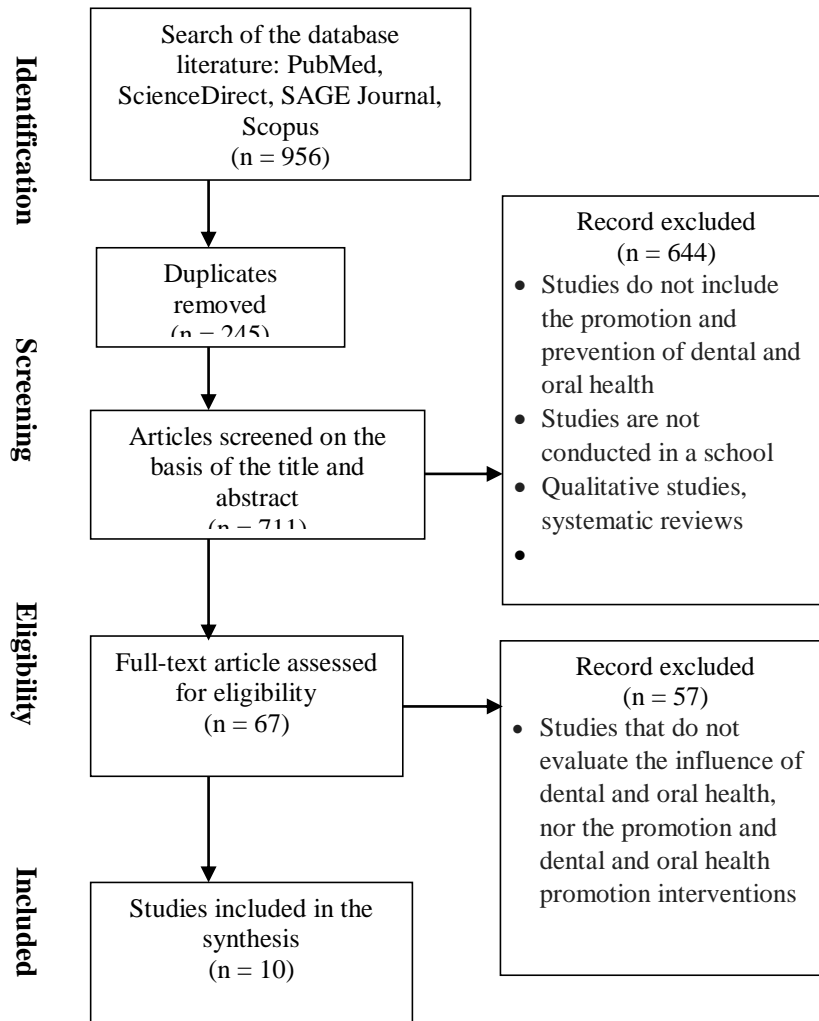 Identification
Search of the database
literature: PubMed,
ScienceDirect, SAGE Journal,
Scopus
(n = 956)
Duplicates
removed
(n = 245)
Screening
Articles screened on the
basis of the title and
abstract
(n = 711)
Record excluded
(n = 644)
• Studies do not include
the promotion and
prevention of dental and
oral health
• Studies are not
conducted in a school
• Qualitative studies,
systematic reviews
•
Eligibility
Full-text article assessed
for eligibility
(n = 67)
Record excluded
(n = 57)
• Studies that do not
evaluate the influence of
dental and oral health,
nor the promotion and
dental and oral health
promotion interventions
Included
Studies included in the
synthesis
(n = 10)